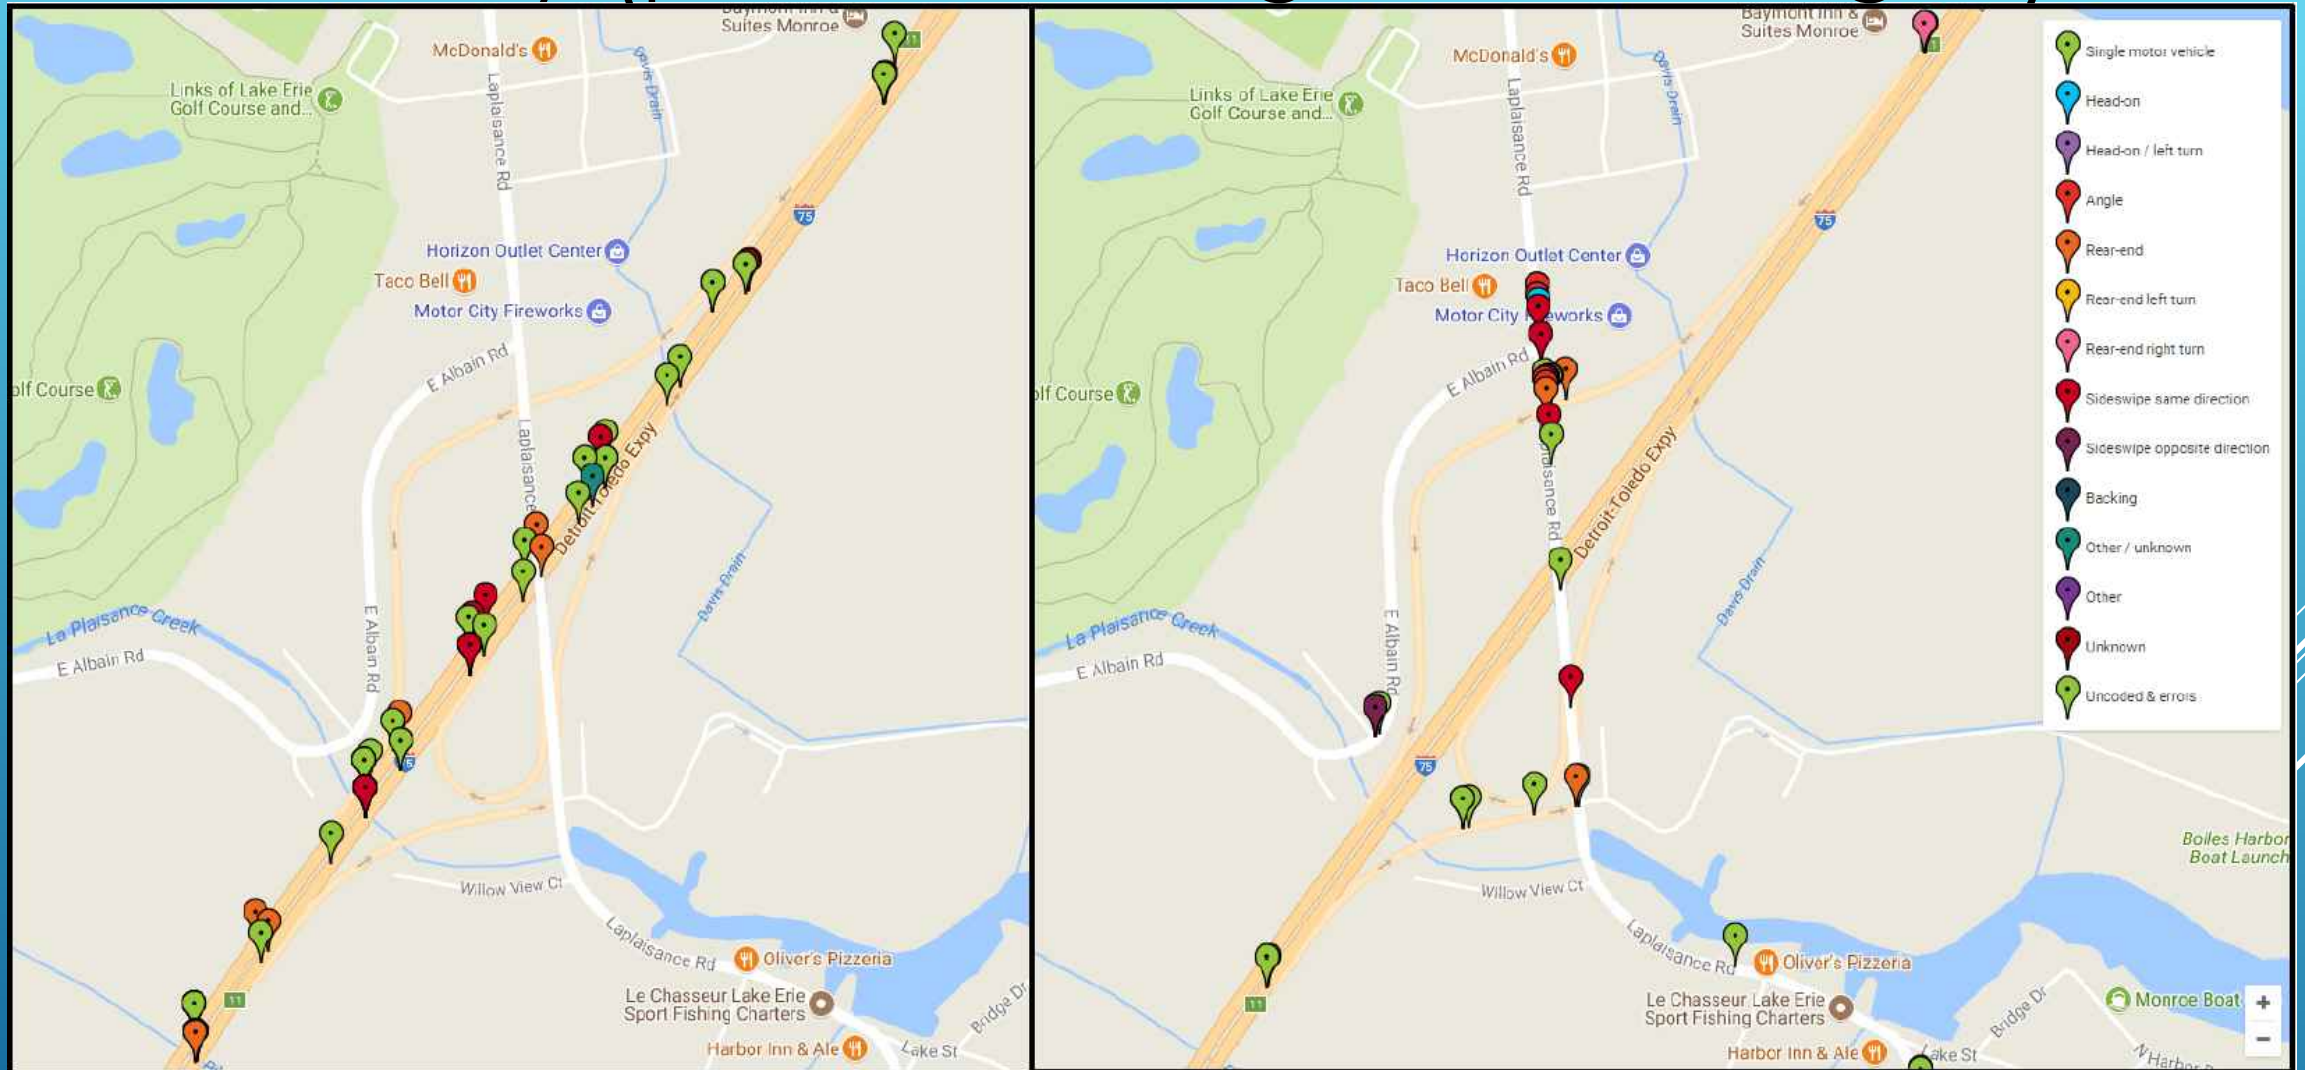 Suites Monroe
11
McDonald's
Davis Drain
Links of Lake Erie
Golf Course and...
Laplaisance Rd
75
Horizon Outlet Center
Taco Bell
Motor City Fireworks
E Albain Rd
olf Course
Laplaisance
Detroit-Toledo Expy
Davis Drain
La Plaisance Creek
E Albain Rd
E Albain Rd
Willow View Ct
Laplaisance Rd
Oliver's Pizzeria
11
Le Chasseur Lake Erie
Sport Fishing Charters
Bridge Dr
Harbor Inn & Ale
Lake St
Baymont Inn &
Suites Monroe
McDonald's
Davis Drain
Links of Lake Erie
Golf Course and...
Laplaisance Rd
75
Horizon Outlet Center
Taco Bell
Motor City
E Albain Rd
olf Course
Detroit-Toledo Expy
Davis Drain
La Plaisance Creek
E Albain Rd
E Albain Rd
75
Willow View Ct
Laplaisance Rd
Oliver's Pizzeria
11
Le Chasseur Lake Erie
Sport Fishing Charters
Bridge Dr
Monroe Boat
Harbor Inn & Ale
Lake St
N Harbor
Boiles Harbor
Boat Launch
Single motor vehicle
Head-on
Head-on / left turn
Angle
Rear-end
Rear-end left turn
Rear-end right turn
Sideswipe same direction
Sideswipe opposite direction
Backing
Other / unknown
Other
Unknown
Uncoded & errors
+
−